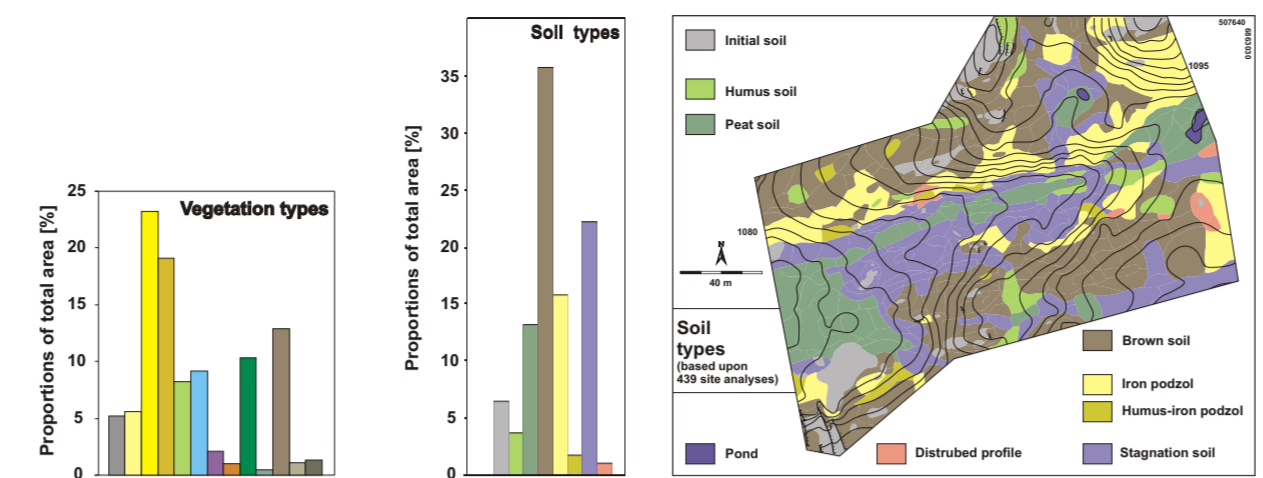 Vegetation types
Proportions of total area [%]
25
20
15
10
5
0
Soil types
Proportions of total area [%]
35
30
25
20
15
10
5
0
Initial soil
Humus soil
Peat soil
507640
6863030
1095
1080
N
40 m
Soil
types
(based upon
439 site analyses)
Brown soil
Iron podzol
Humus-iron podzol
Pond
Distrubed profile
Stagnation soil